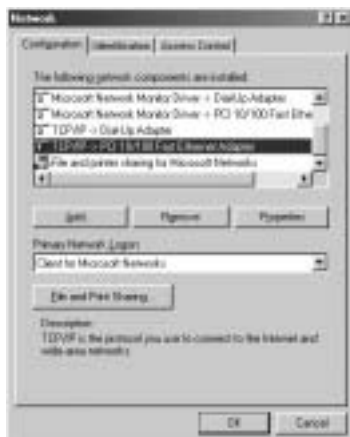 Network
Configuration Identification Access Control
The following network components are installed:
Microsoft Network Monitor Driver -> Dial-Up Adapter
Microsoft Network Monitor Driver -> PCI 10/100 Fast Ethe
TCP/IP -> Dial-Up Adapter
TCP/IP -> PCI 10/100 Fast Ethernet Adapter
File and printer sharing for Microsoft Networks
Add... Remove Properties
Primary Network Logon:
Client for Microsoft Networks
File and Print Sharing...
Description
TCP/IP is the protocol you use to connect to the Internet and
wide-area networks.
OK Cancel